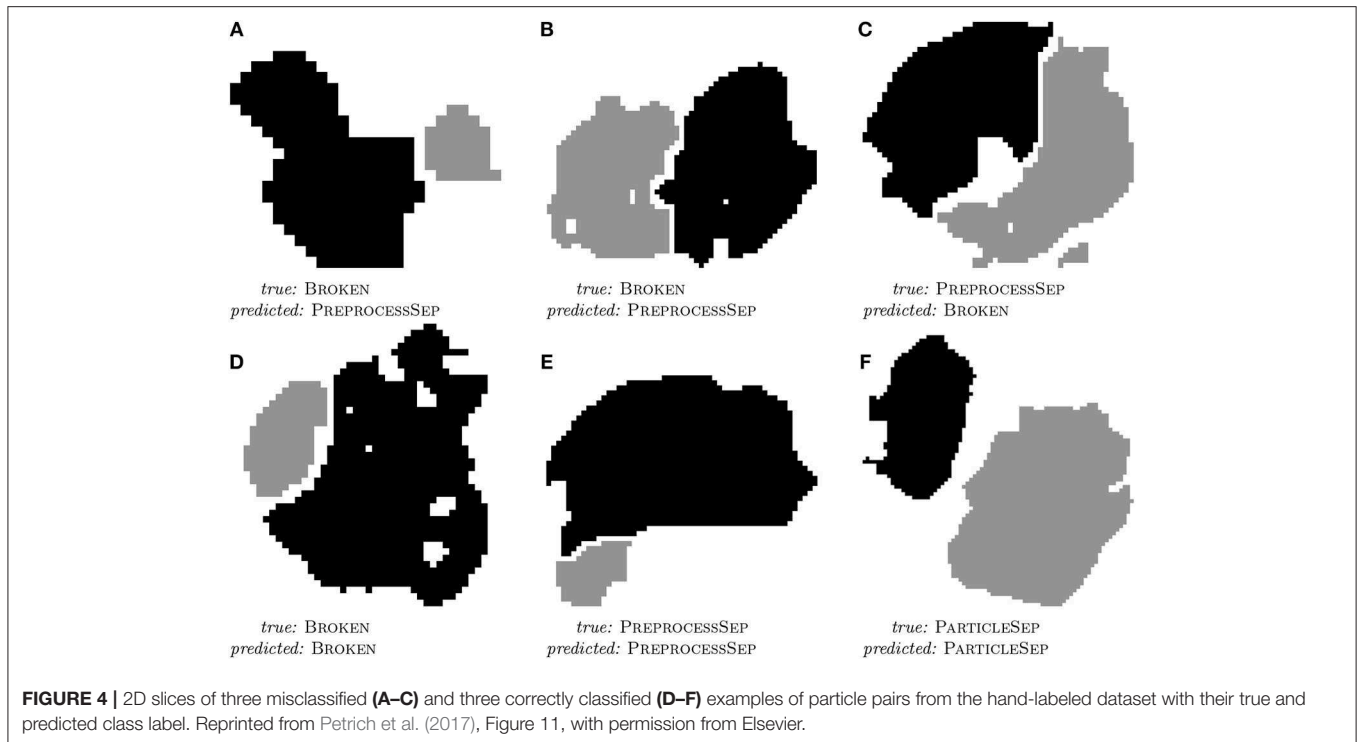 A
B
C
true: BROKEN
predicted: PREPROCESSSEP
true: BROKEN
predicted: PREPROCESSSEP
true: PREPROCESSSEP
predicted: BROKEN
D
E
F
true: BROKEN
predicted: BROKEN
true: PREPROCESSSEP
predicted: PREPROCESSSEP
true: PARTICLESEP
predicted: PARTICLESEP
FIGURE 4 | 2D slices of three misclassified (A–C) and three correctly classified (D–F) examples of particle pairs from the hand-labeled dataset with their true and
predicted class label. Reprinted from Petrich et al. (2017), Figure 11, with permission from Elsevier.